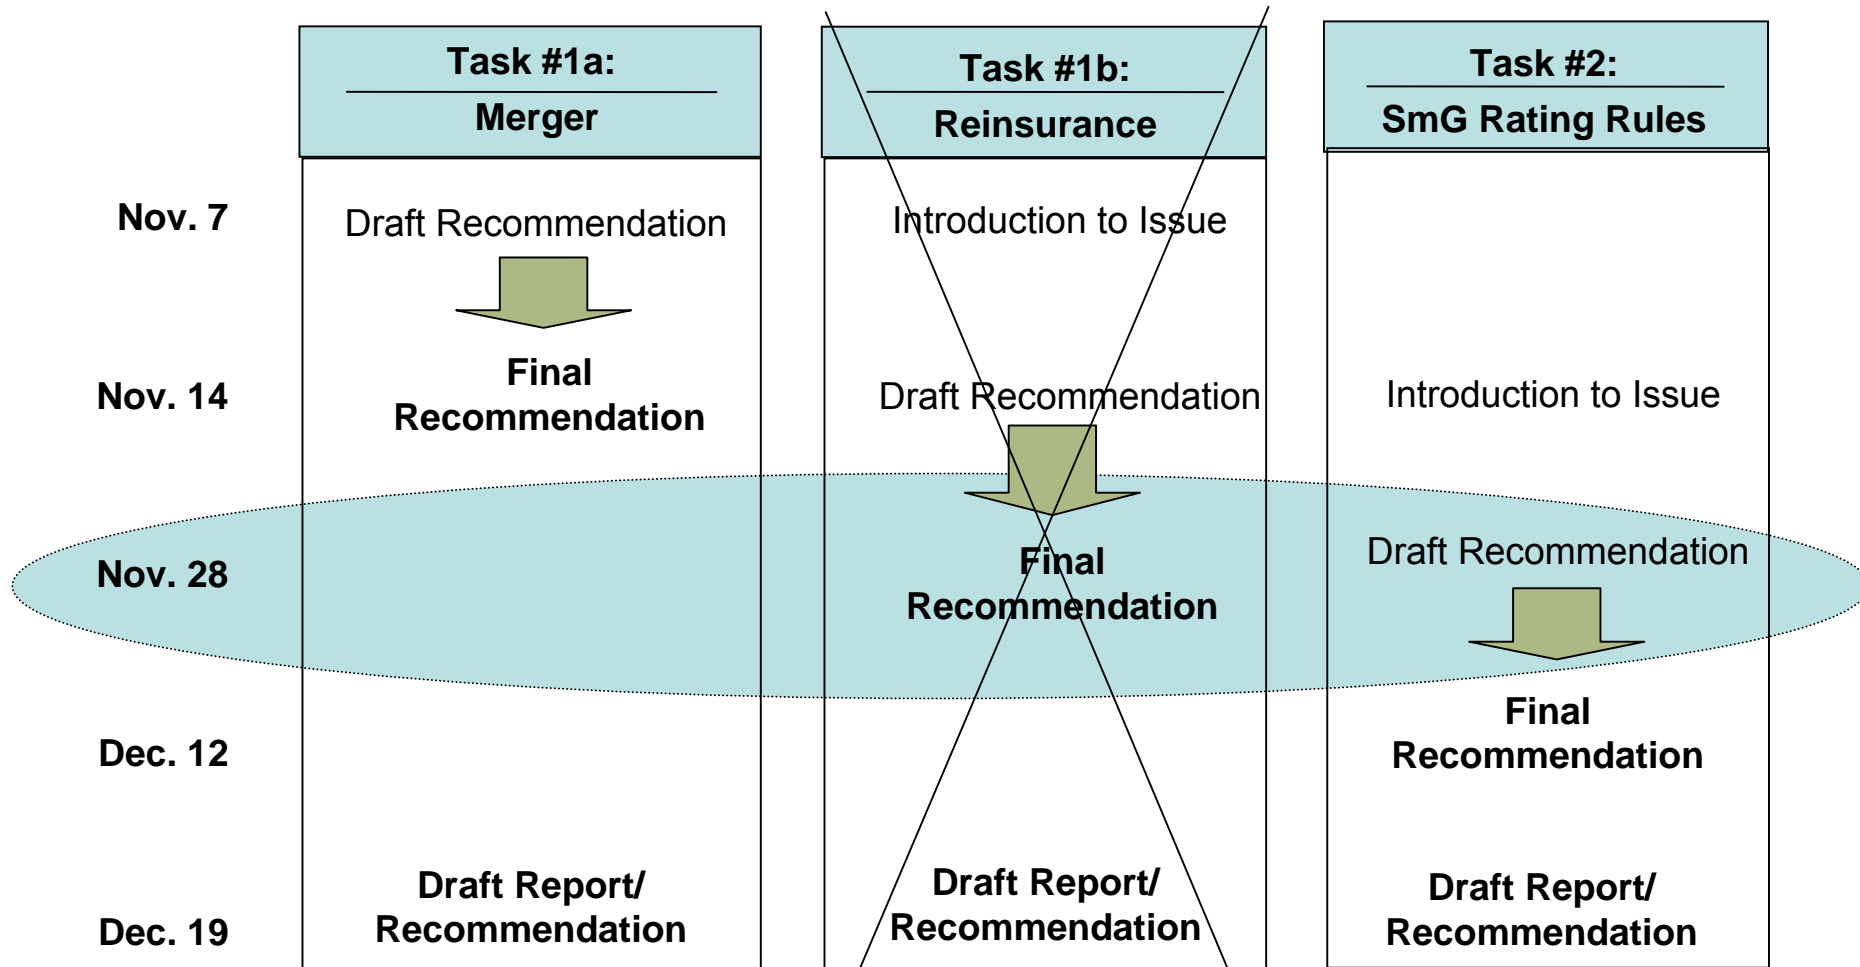 Task #1a:
Merger
Task #1b:
Reinsurance
Task #2:
SmG Rating Rules
Nov. 7
Draft Recommendation
Introduction to Issue
Nov. 14
Final
Recommendation
Draft Recommendation
Introduction to Issue
Nov. 28
Final
Recommendation
Draft Recommendation
Dec. 12
Final
Recommendation
Dec. 19
Draft Report/
Recommendation
Draft Report/
Recommendation
Draft Report/
Recommendation